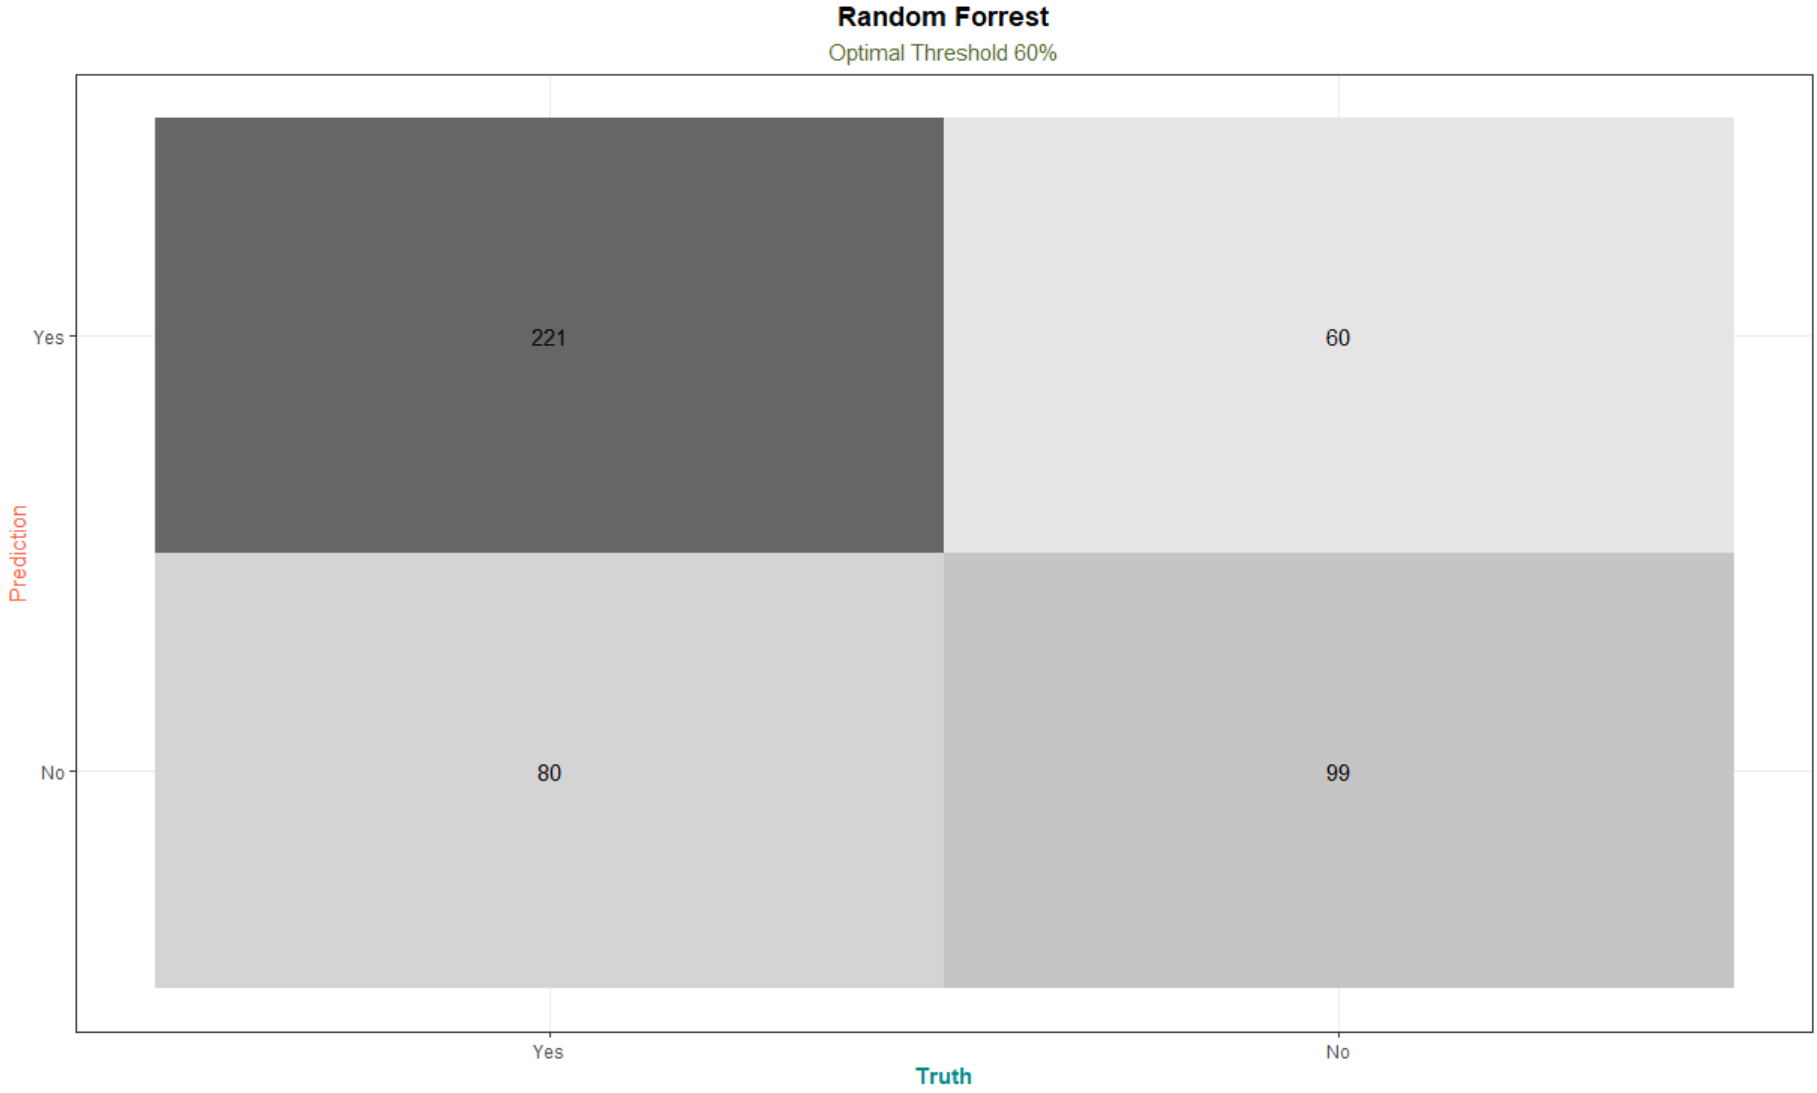 Random Forrest
Optimal Threshold 60%
Yes
221
60
Prediction
No
80
99
Yes
No
Truth